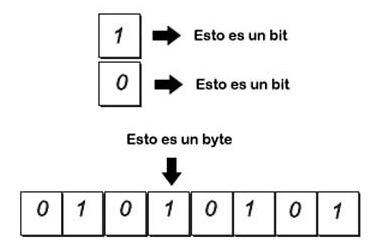 1 Esto es un bit
0 Esto es un bit
Esto es un byte
0 1 0 1 0 1 0 1